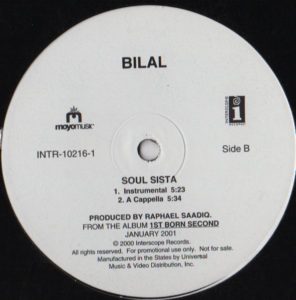 BILAL
moyomusic
INTERSCOPE
RECORDS
INTR-10216-1
Side B
SOUL SISTA
1. Instrumental 5:23
2. A Cappella 5:34
PRODUCED BY RAPHAEL SAADIQ.
FROM THE ALBUM 1ST BORN SECOND
JANUARY 2001
© 2000 Interscope Records.
All rights reserved. For promotional use only. Not for sale.
Manufactured in the States by Universal
Music & Video Distribution, Inc.